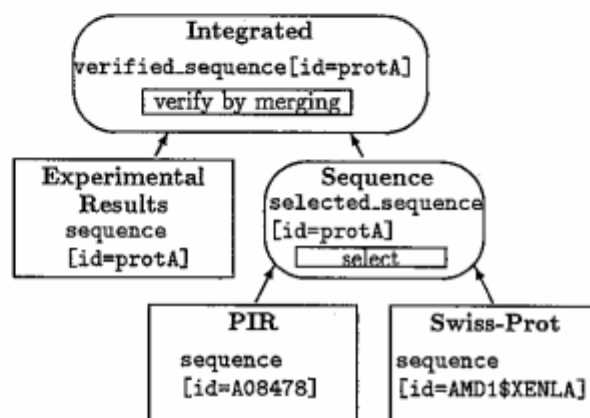 Integrated
verified_sequence[id=protA]
verify by merging
Experimental
Results
sequence
[id=protA]
Sequence
selected_sequence
[id=protA]
select
PIR
sequence
[id=A08478]
Swiss-Prot
sequence
[id=AMD1$XENLA]